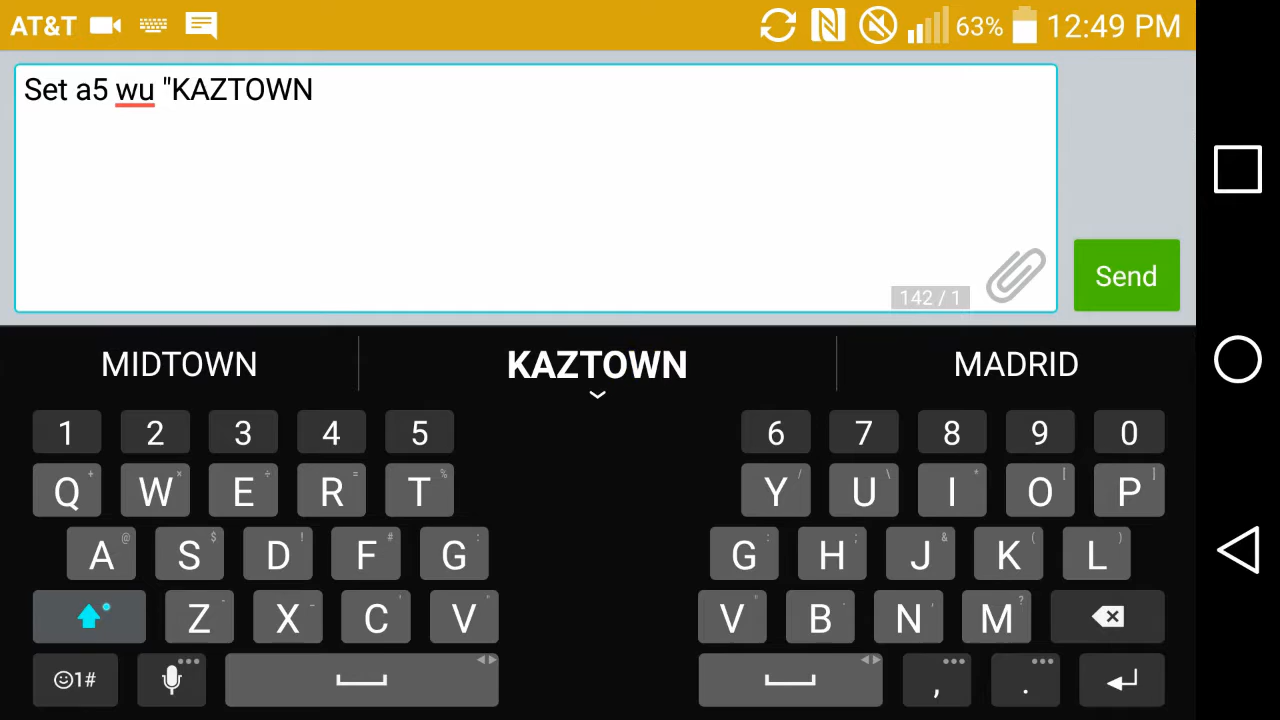 AT&T 63% 12:49 PM
Set a5 wu "KAZTOWN
142 / 1
Send
MIDTOWN KAZTOWN MADRID
1 2 3 4 5 6 7 8 9 0
Q + W × E ÷ R = T % Y / U \ I * O [ P ]
A @ S $ D ! F # G : G : H ; J & K ( L )
Z - X _ C ' V " V " B . N , M ?
1# , .